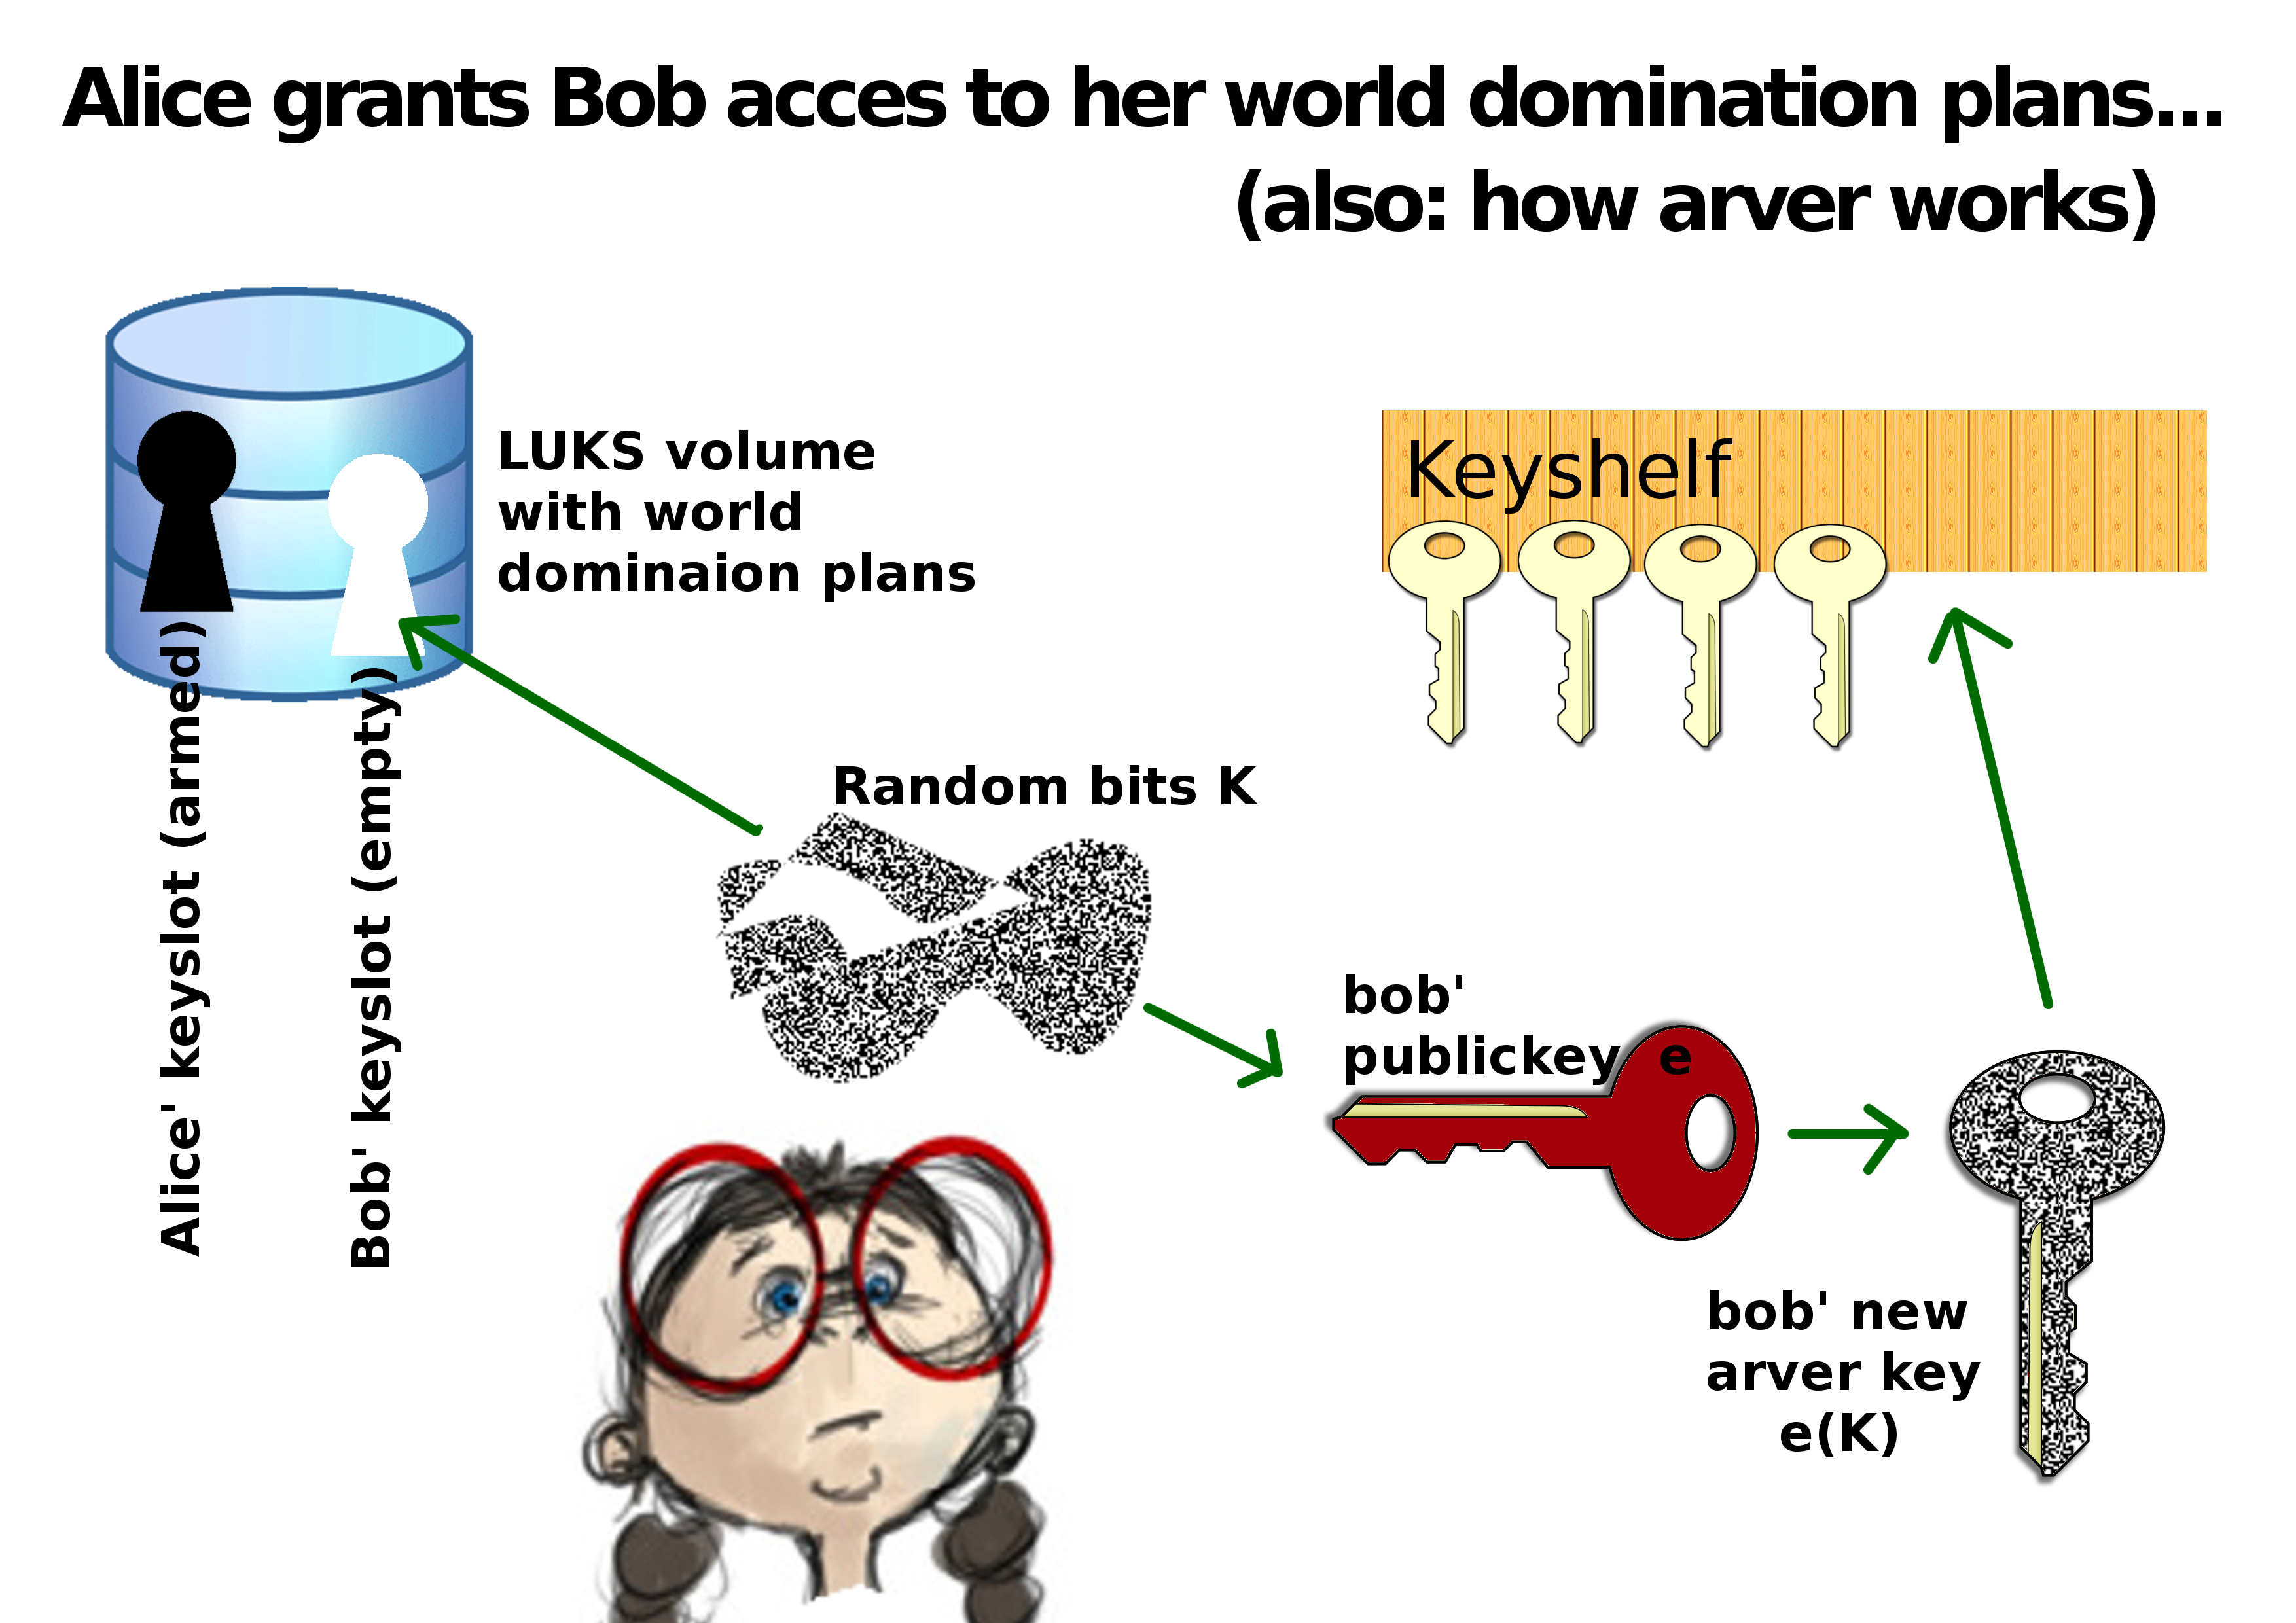 Alice grants Bob acces to her world domination plans...
(also: how arver works)
LUKS volume
with world
dominaion plans
Keyshelf
Alice' keyslot (armed)
Bob' keyslot (empty)
Random bits K
bob'
publickey e
bob' new
arver key
e(K)